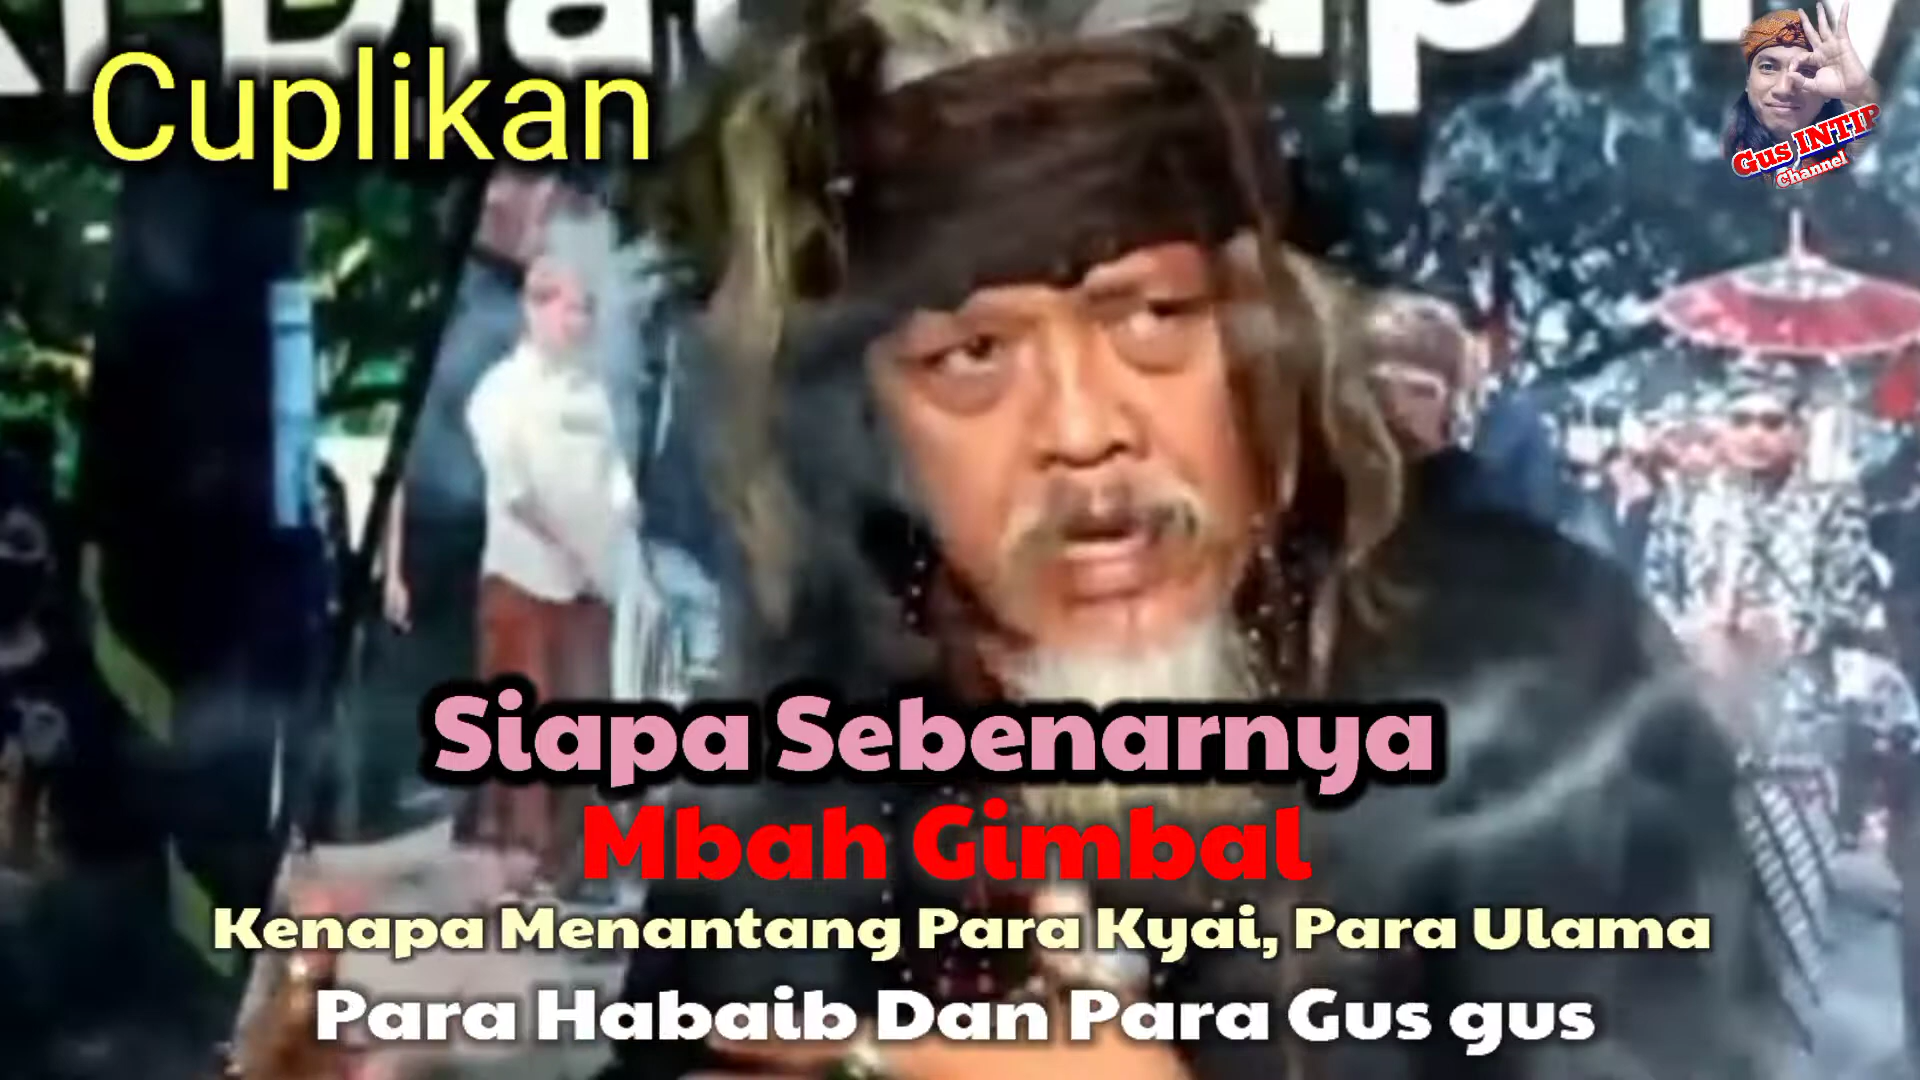 Cuplikan
Gus INTIP
Channel
Siapa Sebenarnya
Mbah Gimbal
Kenapa Menantang Para Kyai, Para Ulama
Para Habaib Dan Para Gus gus